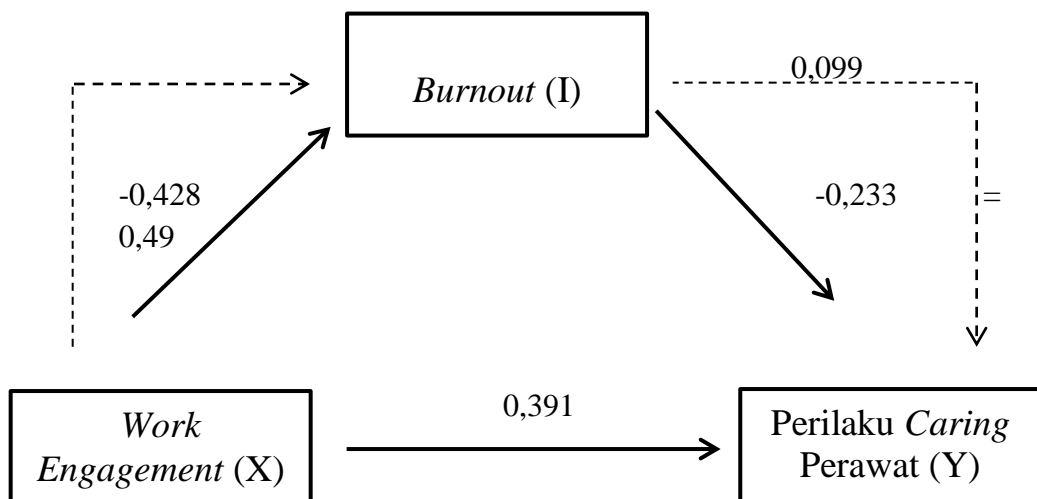 0,099
Burnout (I)
-0,428
0,49
-0,233
=
Work
Engagement (X)
0,391
Perilaku Caring
Perawat (Y)